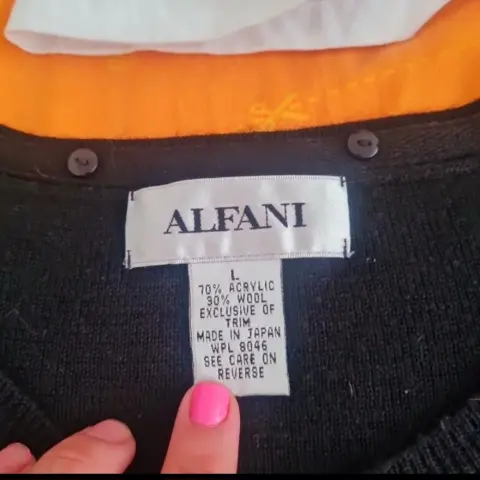 ALFANI
L
70% ACRYLIC
30% WOOL
EXCLUSIVE OF
TRIM
MADE IN JAPAN
WPL 8046
SEE CARE ON
REVERSE